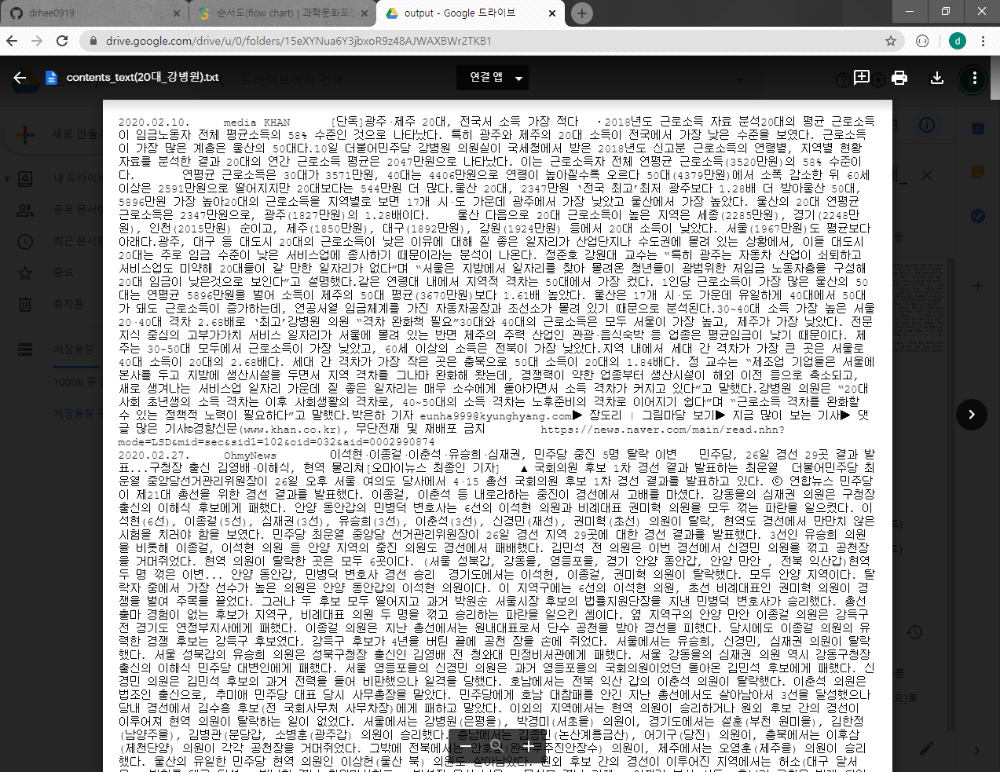 drhee0919
순서도(flow chart) | 과학문화포
output - Google 드라이브
drive.google.com/drive/u/0/folders/15eXYNua6Y3jbxoR9z48AJWAXBWr2TKB1
d
contents_text(20대_강병원).txt
연결 앱
드라이브에서 검색
새로 만들기
내 드라이브
공유 문서함
최근 문서함
중요
휴지통
저장용량
100GB 중
저장용량
2020.02.10. media KHAN [단독]광주·제주 20대, 전국서 소득 가장 적다 ·2018년도 근로소득 자료 분석20대의 평균 근로소득
이 임금노동자 전체 평균소득의 58% 수준인 것으로 나타났다. 특히 광주와 제주의 20대 소득이 전국에서 가장 낮은 수준을 보였다. 근로소득
이 가장 많은 계층은 울산의 50대다.10일 더불어민주당 강병원 의원실이 국세청에서 받은 2018년도 신고분 근로소득의 연령별, 지역별 현황
자료를 분석한 결과 20대의 연간 근로소득 평균은 2047만원으로 나타났다. 이는 근로소득자 전체 연평균 근로소득(3520만원)의 58% 수준이
다. 연평균 근로소득은 30대가 3571만원, 40대는 4406만원으로 연령이 높아질수록 오르다 50대(4379만원)에서 소폭 감소한 뒤 60세
이상은 2591만원으로 떨어지지만 20대보다는 544만원 더 많다.울산 20대, 2347만원 ‘전국 최고’최저 광주보다 1.28배 더 받아울산 50대,
5896만원 가장 높아20대의 근로소득을 지역별로 보면 17개 시·도 가운데 광주에서 가장 낮았고 울산에서 가장 높았다. 울산의 20대 연평균
근로소득은 2347만원으로, 광주(1827만원)의 1.28배이다. 울산 다음으로 20대 근로소득이 높은 지역은 세종(2285만원), 경기(2248만
원), 인천(2015만원) 순이고, 제주(1850만원), 대구(1892만원), 강원(1924만원) 등에서 20대 소득이 낮았다. 서울(1967만원)도 평균보다
아래다.광주, 대구 등 대도시 20대의 근로소득이 낮은 이유에 대해 질 좋은 일자리가 산업단지나 수도권에 몰려 있는 상황에서, 이들 대도시
20대는 주로 임금 수준이 낮은 서비스업에 종사하기 때문이라는 분석이 나온다. 정준호 강원대 교수는 “특히 광주는 자동차 산업이 쇠퇴하고
서비스업도 미약해 20대들이 갈 만한 일자리가 없다”며 “서울은 지방에서 일자리를 찾아 몰려온 청년들이 광범위한 저임금 노동자층을 구성해
20대 임금이 낮은것으로 보인다”고 설명했다.같은 연령대 내에서 지역적 격차는 50대에서 가장 컸다. 1인당 근로소득이 가장 많은 울산의 50
대는 연평균 5896만원을 벌어 소득이 제주의 50대 평균(3670만원)보다 1.61배 높았다. 울산은 17개 시·도 가운데 유일하게 40대에서 50대
가 돼도 근로소득이 증가하는데, 연공서열 임금체계를 가진 자동차공장과 조선소가 몰려 있기 때문으로 분석된다.30~40대 소득 가장 높은 서울
20·40대 격차 2.68배로 ‘최고’강병원 의원 “격차 완화책 필요”30대와 40대의 근로소득은 모두 서울이 가장 높고, 제주가 가장 낮았다. 전문
지식 중심의 고부가가치 서비스 일자리가 서울에 몰려 있는 반면 제주의 주력 산업인 관광·음식숙박 등 업종은 평균임금이 낮기 때문이다. 제
주는 30~50대 모두에서 근로소득이 가장 낮았고, 60세 이상의 소득은 전북이 가장 낮았다.지역 내에서 세대 간 격차가 가장 큰 곳은 서울로
40대 소득이 20대의 2.68배다. 세대 간 격차가 가장 작은 곳은 충북으로 50대 소득이 20대의 1.84배다. 정 교수는 “제조업 기업들은 서울에
본사를 두고 지방에 생산시설을 두면서 지역 격차를 그나마 완화해 왔는데, 경쟁력이 약한 업종부터 생산시설이 해외 이전 등으로 축소되고,
새로 생겨나는 서비스업 일자리 가운데 질 좋은 일자리는 매우 소수에게 돌아가면서 소득 격차가 커지고 있다”고 말했다.강병원 의원은 “20대
사회 초년생의 소득 격차는 이후 사회생활의 격차로, 40~50대의 소득 격차는 노후준비의 격차로 이어지기 쉽다”며 “근로소득 격차를 완화할
수 있는 정책적 노력이 필요하다”고 말했다.박은하 기자 eunha999@kyunghyang.com▶ 장도리 | 그림마당 보기▶ 지금 많이 보는 기사▶ 댓
글 많은 기사©경향신문(www.khan.co.kr), 무단전재 및 재배포 금지 https://news.naver.com/main/read.nhn?
mode=LSD&mid=sec&sid1=102&oid=032&aid=0002990874
2020.02.27. OhmyNews 이석현·이종걸·이춘석·유승희·심재권, 민주당 중진 5명 탈락 이변 민주당, 26일 경선 29곳 결과 발
표...구청장 출신 김영배·이해식, 현역 물리쳐[오마이뉴스 최종인 기자] ▲ 국회의원 후보 1차 경선 결과 발표하는 최운열 더불어민주당 최
운열 중앙당선거관리위원장이 26일 오후 서울 여의도 당사에서 4·15 총선 국회의원 후보 1차 경선 결과를 발표하고 있다. ⓒ 연합뉴스 민주당
이 제21대 총선을 위한 경선 결과를 발표했다. 이종걸, 이춘석 등 내로라하는 중진이 경선에서 고배를 마셨다. 강동을의 심재권 의원은 구청장
출신의 이해식 후보에게 패했다. 안양 동안갑의 민병덕 변호사는 6선의 이석현 의원과 비례대표 권미혁 의원을 모두 꺾는 파란을 일으켰다. 이
석현(6선), 이종걸(5선), 심재권(3선), 유승희(3선), 이춘석(3선), 신경민(재선), 권미혁(초선) 의원이 탈락, 현역도 경선에서 만만치 않은
시험을 치러야 함을 보였다. 민주당 최운열 중앙당 선거관리위원장이 26일 경선 지역 29곳에 대한 경선 결과를 발표했다. 3선인 유승희 의원
을 비롯해 이종걸, 이석현 의원 등 안양 지역의 중진 의원도 경선에서 패배했다. 김민석 전 의원은 이번 경선에서 신경민 의원을 꺾고 공천장
을 거머쥐었다. 현역 의원이 탈락한 곳은 모두 6곳이다. (서울 성북갑, 강동을, 영등포을, 경기 안양 동안갑, 안양 만안 , 전북 익산갑)현역
두 명 꺾은 이변... 안양 동안갑, 민병덕 변호사 경선 승리 경기도에서는 이석현, 이종걸, 권미혁 의원이 탈락했다. 모두 안양 지역이다. 탈
락자 중에서 가장 선수가 높은 의원은 안양 동안갑의 이석현 의원이다. 이 지역구에는 6선의 이석현 의원, 초선 비례대표인 권미혁 의원이 경
쟁을 벌여 주목을 끌었다. 그러나 두 후보 모두 떨어지고 과거 박원순 서울시장 후보의 법률지원단장을 지낸 민병덕 변호사가 승리했다. 총선
출마 경험이 없는 후보가 지역구, 비례대표 의원 두 명을 꺾고 승리하는 파란을 일으킨 셈이다. 옆 지역구의 안양 만안 이종걸 의원은 강득구
전 경기도 연정부지사에게 패했다. 이종걸 의원은 지난 총선에서는 원내대표로서 단수 공천을 받아 경선을 피했다. 당시에도 이종걸 의원의 유
력한 경쟁 후보는 강득구 후보였다. 강득구 후보가 4년을 버틴 끝에 공천 장을 손에 쥐었다. 서울에서는 유승희, 신경민, 심재권 의원이 탈락
했다. 서울 성북갑의 유승희 의원은 성북구청장 출신인 김영배 전 청와대 민정비서관에게 패했다. 서울 강동을의 심재권 의원 역시 강동구청장
출신의 이해식 민주당 대변인에게 패했다. 서울 영등포을의 신경민 의원은 과거 영등포을의 국회의원이었던 돌아온 김민석 후보에게 패했다. 신
경민 의원은 김민석 후보의 과거 전력을 들어 비판했으나 일격을 당했다. 호남에서는 전북 익산 갑의 이춘석 의원이 탈락했다. 이춘석 의원은
법조인 출신으로, 추미애 민주당 대표 당시 사무총장을 맡았다. 민주당에게 호남 대참패를 안긴 지난 총선에서도 살아남아서 3선을 달성했으나
당내 경선에서 김수흥 후보(전 국회사무처 사무차장)에게 패하고 말았다. 이외의 지역에서는 현역 의원이 승리하거나 원외 후보 간의 경선이
이루어져 현역 의원이 탈락하는 일이 없었다. 서울에서는 강병원(은평을), 박경미(서초을) 의원이, 경기도에서는 설훈(부천 원미을), 김한정
(남양주을), 김병관(분당갑, 소병훈(광주갑) 의원이 승리했다. 충남에서는 김종민(논산계룡금산), 어기구(당진) 의원이, 충북에서는 이후삼
(제천단양) 의원이 각각 공천장을 거머쥐었다. 그밖에 전북에서는 안호영(완주무주진안장수) 의원이, 제주에서는 오영훈(제주을) 의원이 승리
했다. 울산의 유일한 민주당 현역 의원인 이상헌(울산 북) 의원도 살아남았다. 원외 후보 간의 경선이 이루어진 지역에서는 허소(대구 달서